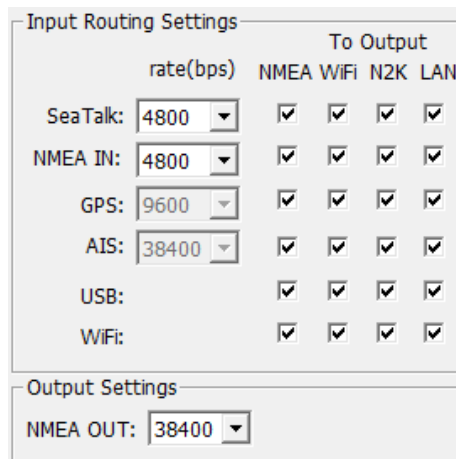 Input Routing Settings
To Output
rate(bps) NMEA WiFi N2K LAN
SeaTalk: 4800
NMEA IN: 4800
GPS: 9600
AIS: 38400
USB:
WiFi:
Output Settings
NMEA OUT: 38400